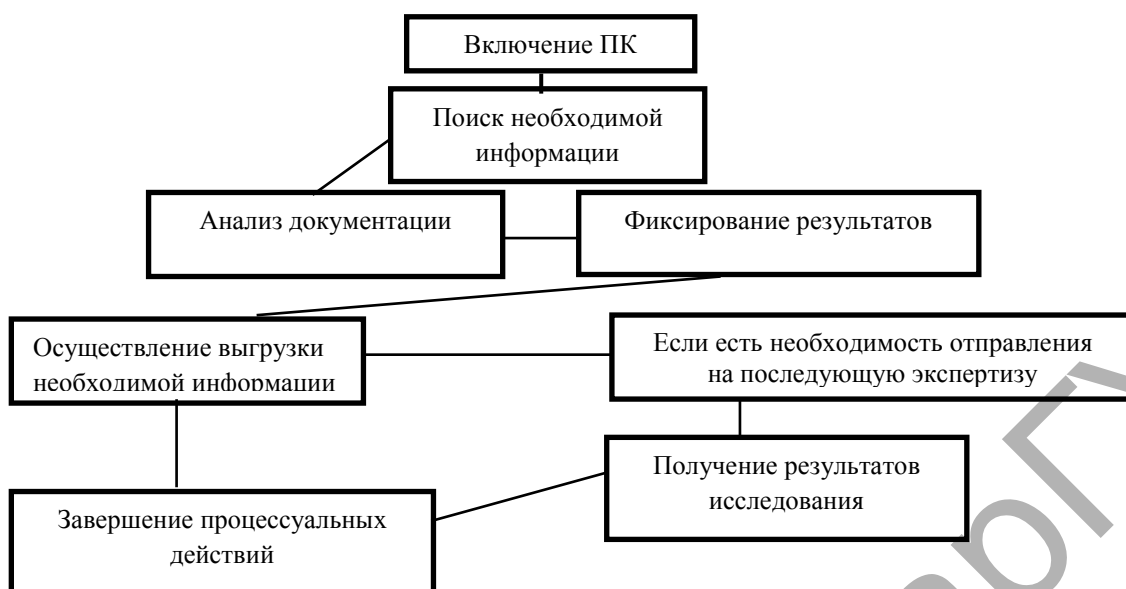 Включение ПК
Поиск необходимой
информации
Анализ документации
Фиксирование результатов
Осуществление выгрузки
необходимой информации
Если есть необходимость отправления
на последующую экспертизу
Получение результатов
исследования
Завершение процессуальных
действий